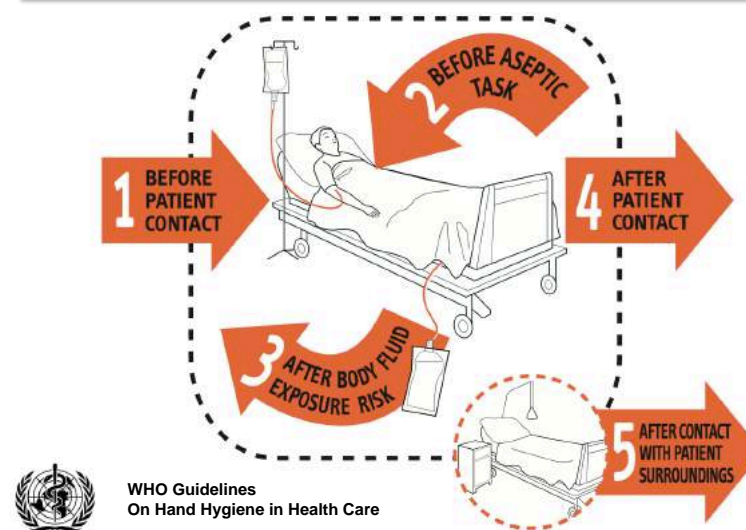 1 BEFORE
PATIENT
CONTACT
2 BEFORE ASEPTIC
TASK
3 AFTER BODY FLUID
EXPOSURE RISK
4 AFTER
PATIENT
CONTACT
5 AFTER CONTACT
WITH PATIENT
SURROUNDINGS
WHO Guidelines
On Hand Hygiene in Health Care